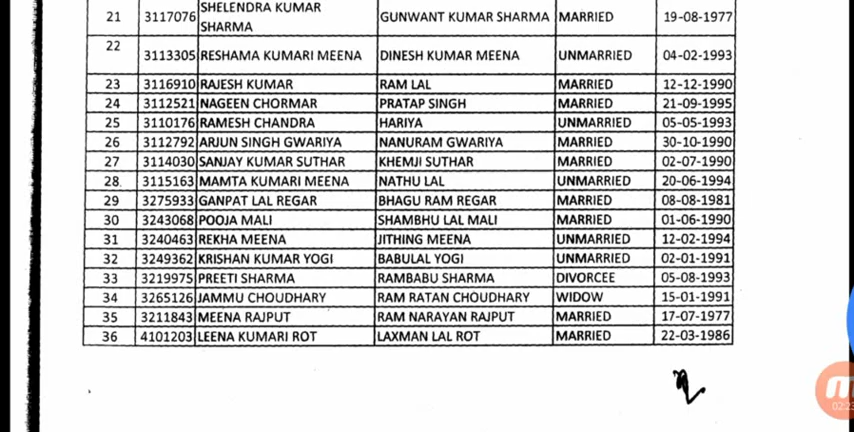 21 3117076 SHELENDRA KUMAR SHARMA GUNWANT KUMAR SHARMA MARRIED 19-08-1977
22 3113305 RESHAMA KUMARI MEENA DINESH KUMAR MEENA UNMARRIED 04-02-1993
23 3116910 RAJESH KUMAR RAM LAL MARRIED 12-12-1990
24 3112521 NAGEEN CHORMAR PRATAP SINGH MARRIED 21-09-1995
25 3110176 RAMESH CHANDRA HARIYA UNMARRIED 05-05-1993
26 3112792 ARJUN SINGH GWARIYA NANURAM GWARIYA MARRIED 30-10-1990
27 3114030 SANJAY KUMAR SUTHAR KHEMJI SUTHAR MARRIED 02-07-1990
28. 3115163 MAMTA KUMARI MEENA NATHU LAL UNMARRIED 20-06-1994
29 3275933 GANPAT LAL REGAR BHAGU RAM REGAR MARRIED 08-08-1981
30 3243068 POOJA MALI SHAMBHU LAL MALI MARRIED 01-06-1990
31 3240463 REKHA MEENA JITHING MEENA UNMARRIED 12-02-1994
32 3249362 KRISHAN KUMAR YOGI BABULAL YOGI UNMARRIED 02-01-1991
33 3219975 PREETI SHARMA RAMBABU SHARMA DIVORCEE 05-08-1993
34 3265126 JAMMU CHOUDHARY RAM RATAN CHOUDHARY WIDOW 15-01-1991
35 3211843 MEENA RAJPUT RAM NARAYAN RAJPUT MARRIED 17-07-1977
36 4101203 LEENA KUMARI ROT LAXMAN LAL ROT MARRIED 22-03-1986